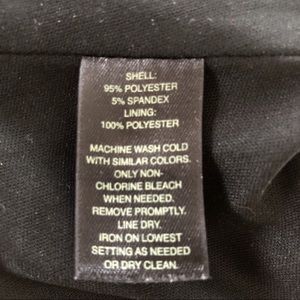 SHELL:
95% POLYESTER
5% SPANDEX
LINING:
100% POLYESTER
MACHINE WASH COLD
WITH SIMILAR COLORS.
ONLY NON-
CHLORINE BLEACH
WHEN NEEDED.
REMOVE PROMPTLY.
LINE DRY.
IRON ON LOWEST
SETTING AS NEEDED
OR DRY CLEAN.